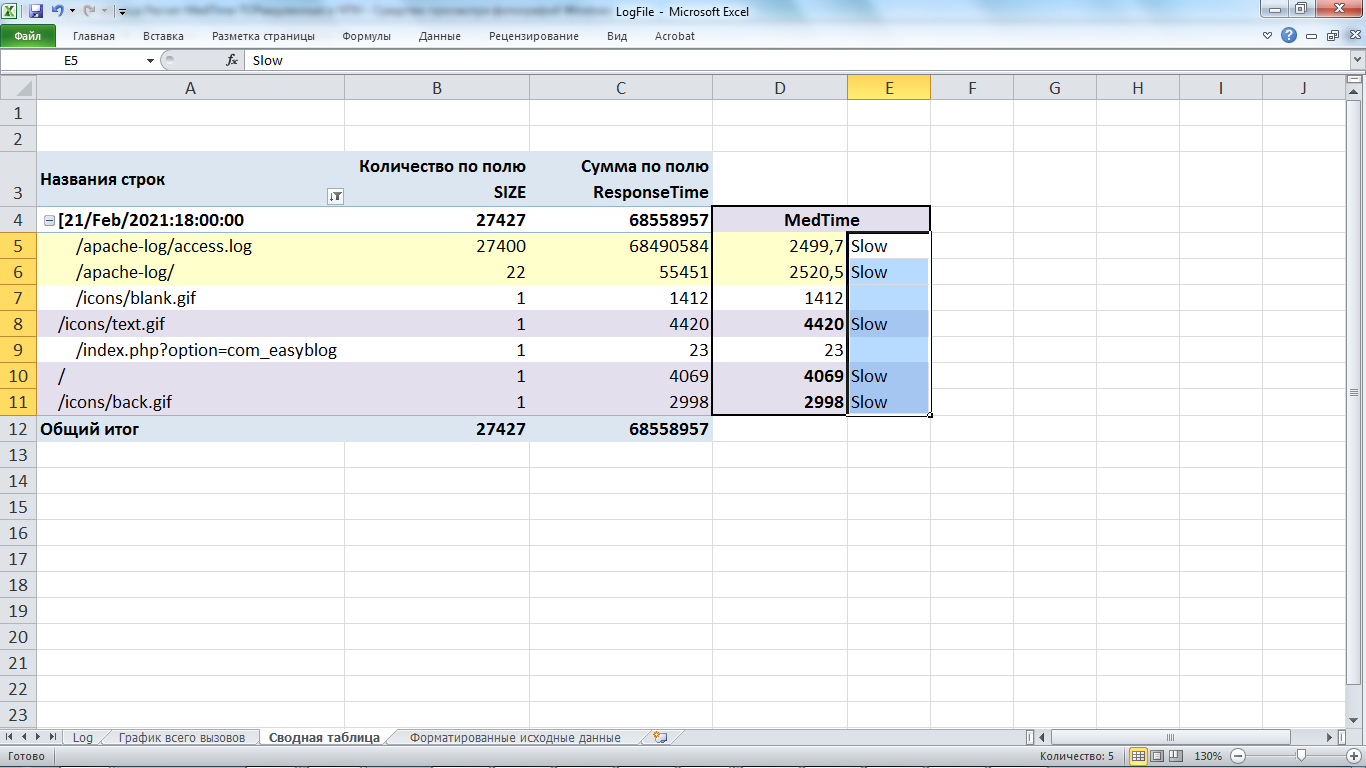 LogFile - Microsoft Excel
Файл Главная Вставка Разметка страницы Формулы Данные Рецензирование Вид Acrobat
E5 fx Slow
A B C D E F G H I J
1
2
3 Названия строк Количество по полю SIZE Сумма по полю ResponseTime
4 [21/Feb/2021:18:00:00 27427 68558957 MedTime
5 /apache-log/access.log 27400 68490584 2499,7 Slow
6 /apache-log/ 22 55451 2520,5 Slow
7 /icons/blank.gif 1 1412 1412
8 /icons/text.gif 1 4420 4420 Slow
9 /index.php?option=com_easyblog 1 23 23
10 / 1 4069 4069 Slow
11 /icons/back.gif 1 2998 2998 Slow
12 Общий итог 27427 68558957
13
14
15
16
17
18
19
20
21
22
23
Log График всего вызовов Сводная таблица Форматированные исходные данные
Готово Количество: 5 130%